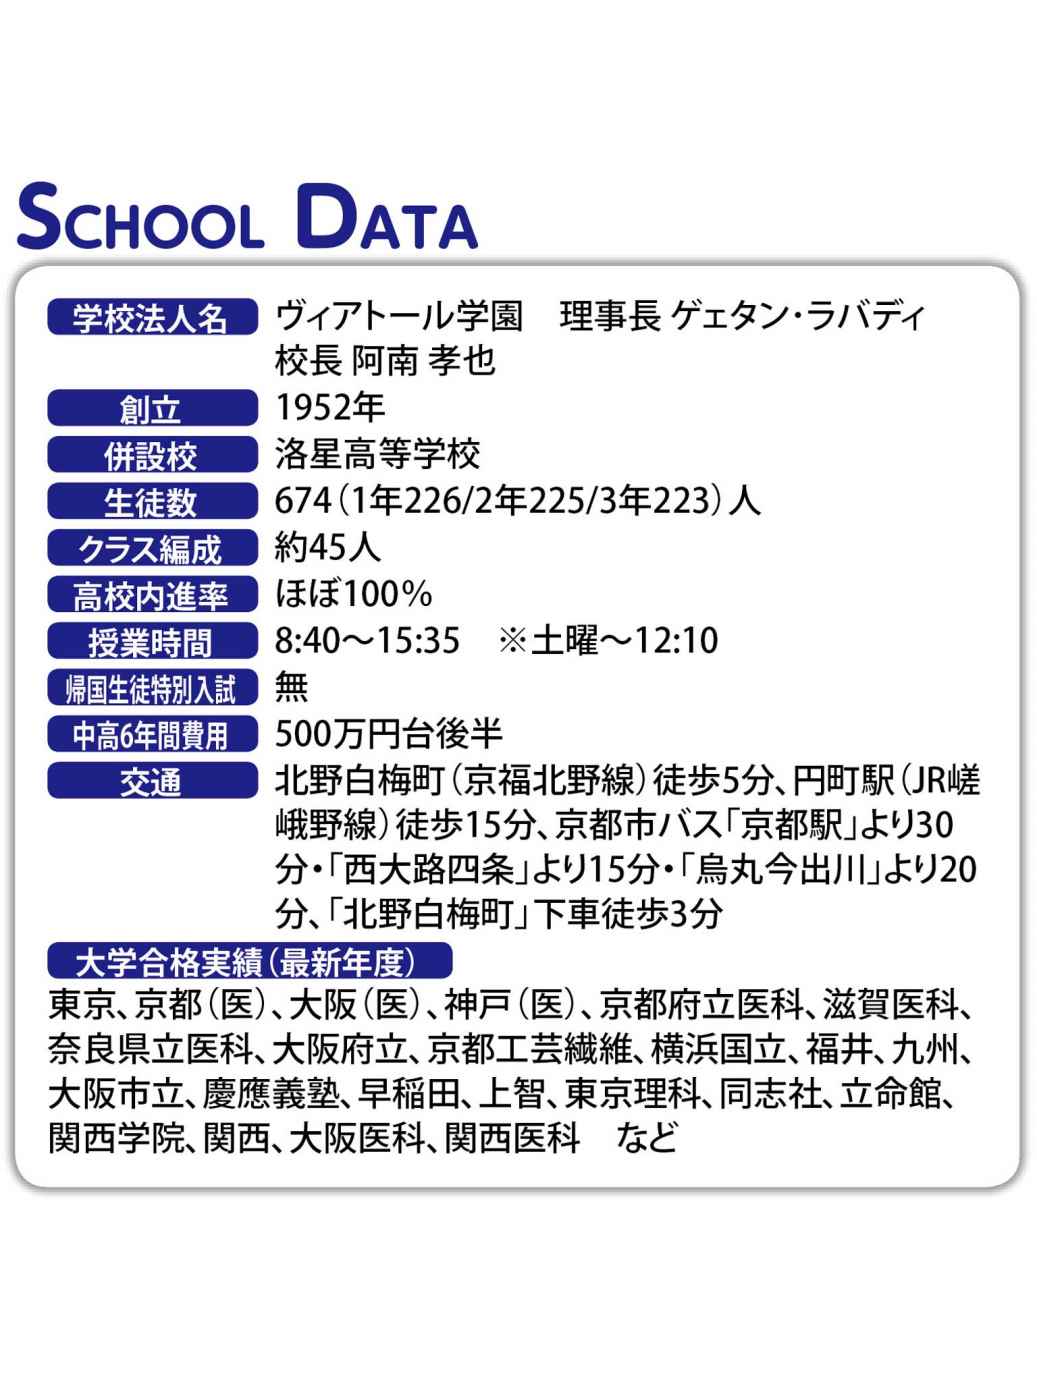 SCHOOL DATA
学校法人名 ヴィアトール学園　理事長 ゲェタン・ラバディ
校長 阿南 孝也
創立 1952年
併設校 洛星高等学校
生徒数 674（1年226/2年225/3年223）人
クラス編成 約45人
高校内進率 ほぼ100％
授業時間 8:40〜15:35　※土曜〜12:10
帰国生徒特別入試 無
中高6年間費用 500万円台後半
交通 北野白梅町（京福北野線）徒歩5分、円町駅（JR嵯
峨野線）徒歩15分、京都市バス「京都駅」より30
分・「西大路四条」より15分・「烏丸今出川」より20
分、「北野白梅町」下車徒歩3分
大学合格実績（最新年度）
東京、京都（医）、大阪（医）、神戸（医）、京都府立医科、滋賀医科、
奈良県立医科、大阪府立、京都工芸繊維、横浜国立、福井、九州、
大阪市立、慶應義塾、早稲田、上智、東京理科、同志社、立命館、
関西学院、関西、大阪医科、関西医科　など